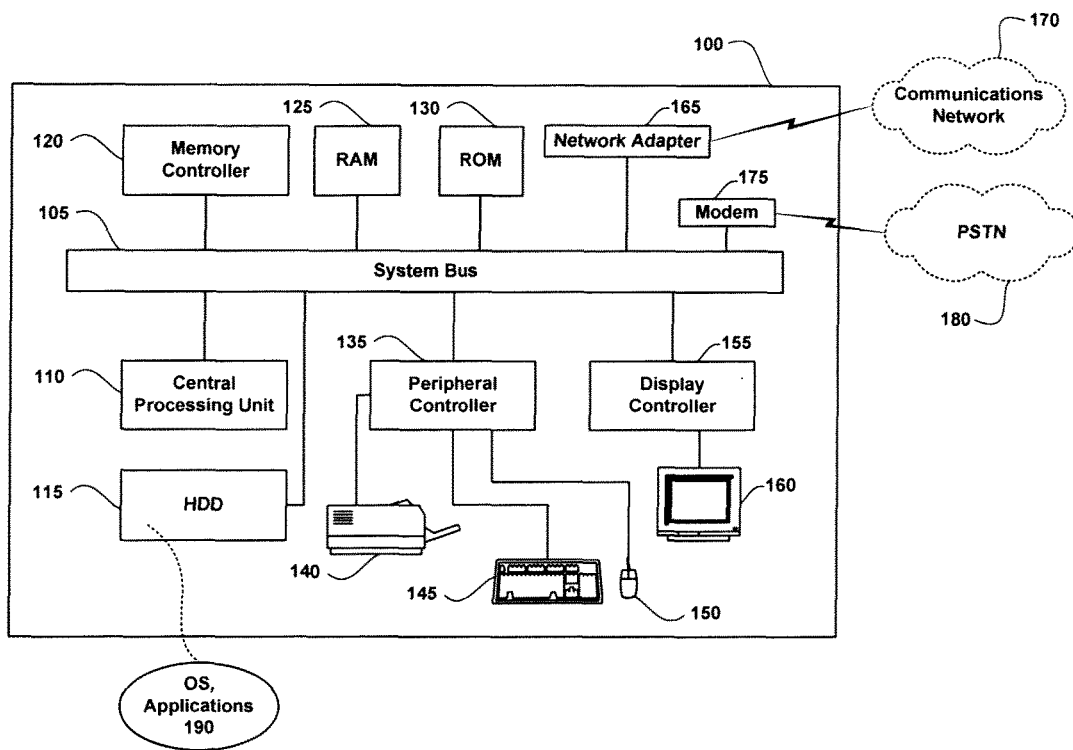 170
100
Communications
Network
125
130
165
120
Memory
Controller
RAM
ROM
Network Adapter
175
Modem
PSTN
105
System Bus
180
135
155
110
Central
Processing Unit
Peripheral
Controller
Display
Controller
115
HDD
160
140
145
150
OS,
Applications
190